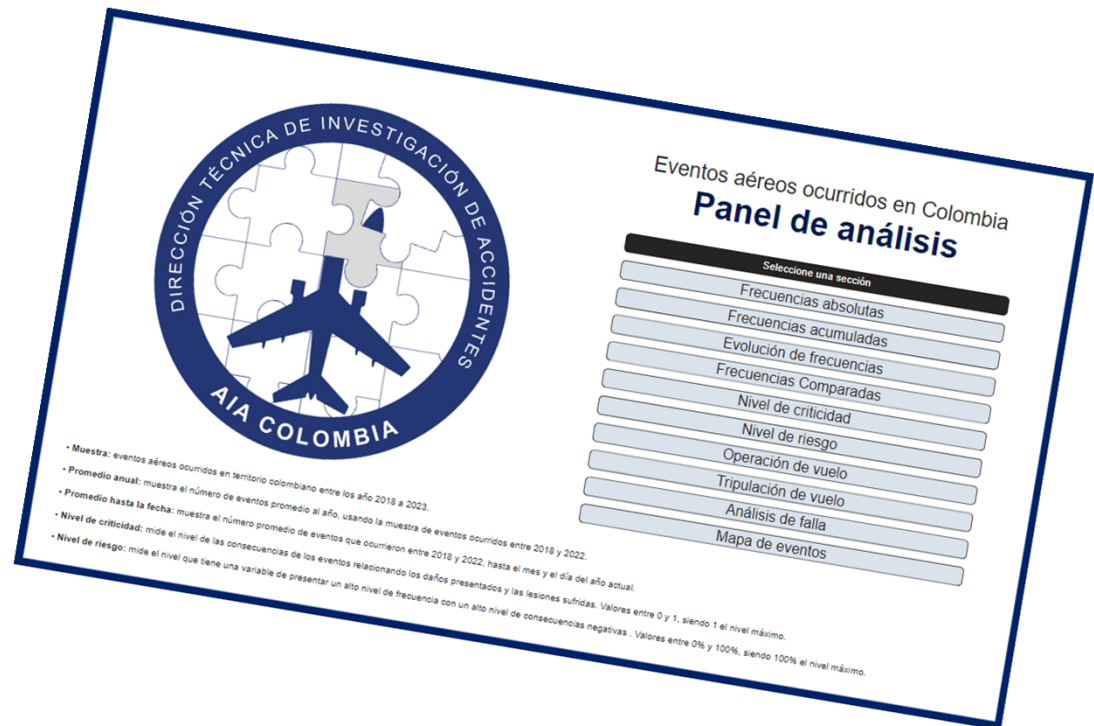 DIRECCIÓN TÉCNICA DE INVESTIGACIÓN DE ACCIDENTES
AIA COLOMBIA
Eventos aéreos ocurridos en Colombia
Panel de análisis
Seleccione una sección
Frecuencias absolutas
Frecuencias acumuladas
Evolución de frecuencias
Frecuencias Comparadas
Nivel de criticidad
Nivel de riesgo
Operación de vuelo
Tripulación de vuelo
Análisis de falla
Mapa de eventos
• Muestra: eventos aéreos ocurridos en territorio colombiano entre los año 2018 a 2023.
• Promedio anual: muestra el número de eventos promedio al año, usando la muestra de eventos ocurridos entre 2018 y 2022.
• Promedio hasta la fecha: muestra el número promedio de eventos que ocurrieron entre 2018 y 2022, hasta el mes y el día del año actual.
• Nivel de criticidad: mide el nivel de las consecuencias de los eventos relacionando los daños presentados y las lesiones sufridas. Valores entre 0 y 1, siendo 1 el nivel máximo.
• Nivel de riesgo: mide el nivel que tiene una variable de presentar un alto nivel de frecuencia con un alto nivel de consecuencias negativas . Valores entre 0% y 100%, siendo 100% el nivel máximo.